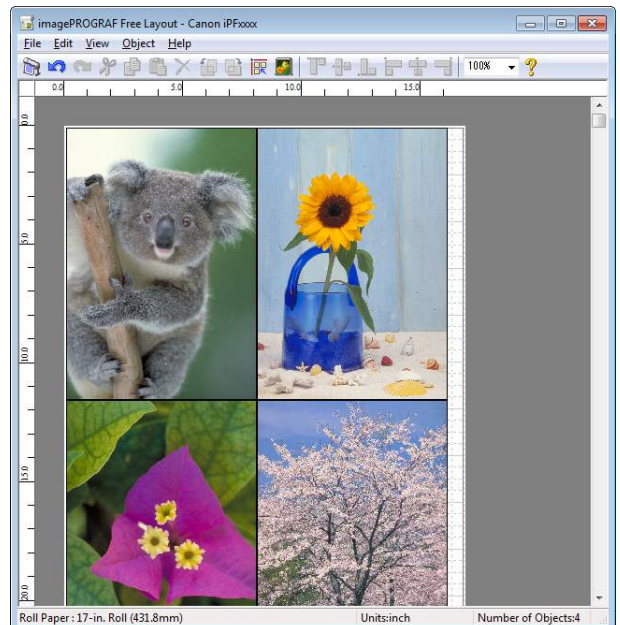 imagePROGRAF Free Layout - Canon iPFxxxx
File Edit View Object Help
100%
0.0 5.0 10.0 15.0
0.0
5.0
10.0
15.0
20.0
Roll Paper : 17-in. Roll (431.8mm) Units:inch Number of Objects:4